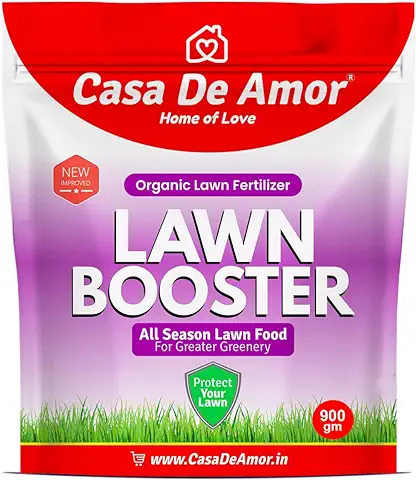 Casa De Amor®
Home of Love
NEW
IMPROVED
Organic Lawn Fertilizer
LAWN
BOOSTER
All Season Lawn Food
For Greater Greenery
Protect
Your
Lawn
900
gm
www.CasaDeAmor.in